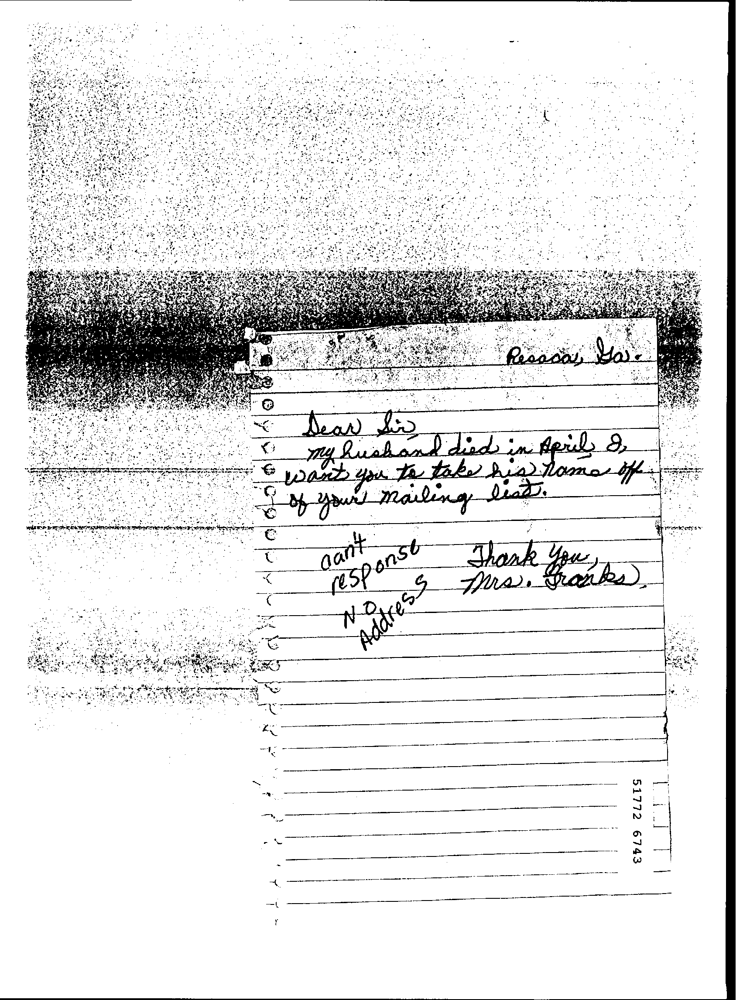 Resaca, Ga.
Dear Sir,
my husband died in April I,
want you to take his name off
of your mailing list.
Thank you,
Mrs. Franks
can't
response
NO
Address
51772 6743